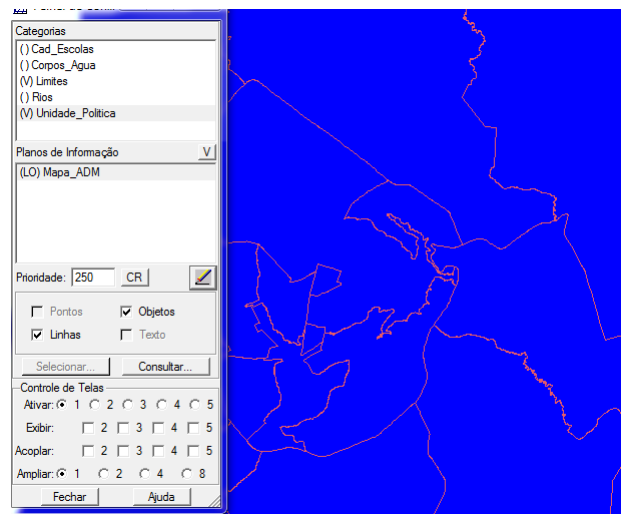 Categorias
() Cad_Escolas
() Corpos_Agua
(V) Limites
() Rios
(V) Unidade_Politica
Planos de Informação V
(LO) Mapa_ADM
Prioridade: 250 CR
Pontos Objetos
Linhas Texto
Selecionar... Consultar...
Controle de Telas
Ativar: 1 2 3 4 5
Exibir: 2 3 4 5
Acoplar: 2 3 4 5
Ampliar: 1 2 4 8
Fechar Ajuda